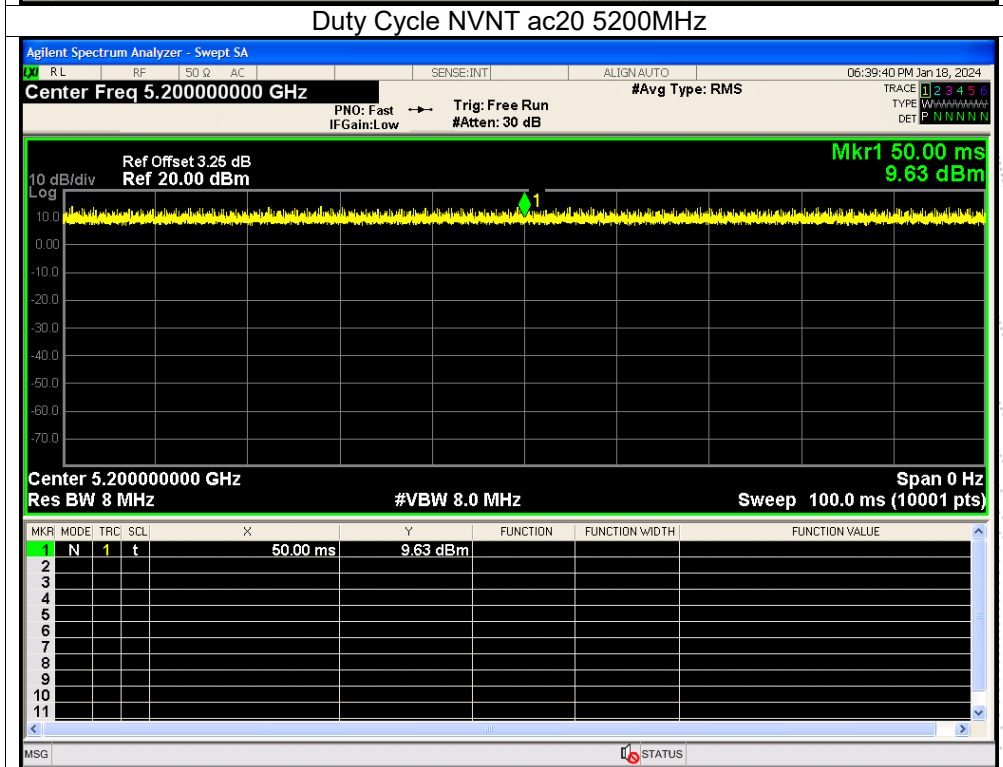 Duty Cycle NVNT ac20 5200MHz
Agilent Spectrum Analyzer - Swept SA
LXI RL RF 50 Ω AC SENSE:INT ALIGN AUTO 06:39:40 PM Jan 18, 2024
Center Freq 5.200000000 GHz #Avg Type: RMS TRACE 1 2 3 4 5 6
PNO: Fast Trig: Free Run TYPE
IFGain:Low #Atten: 30 dB DET P N N N N N
Mkr1 50.00 ms
Ref Offset 3.25 dB
10 dB/div Ref 20.00 dBm 9.63 dBm
Log
1
10.0
0.00
-10.0
-20.0
-30.0
-40.0
-50.0
-60.0
-70.0
Center 5.200000000 GHz Span 0 Hz
Res BW 8 MHz #VBW 8.0 MHz Sweep 100.0 ms (10001 pts)
MKR MODE TRC SCL X Y FUNCTION FUNCTION WIDTH FUNCTION VALUE
1 N 1 t 50.00 ms 9.63 dBm
2
3
4
5
6
7
8
9
10
11
MSG STATUS